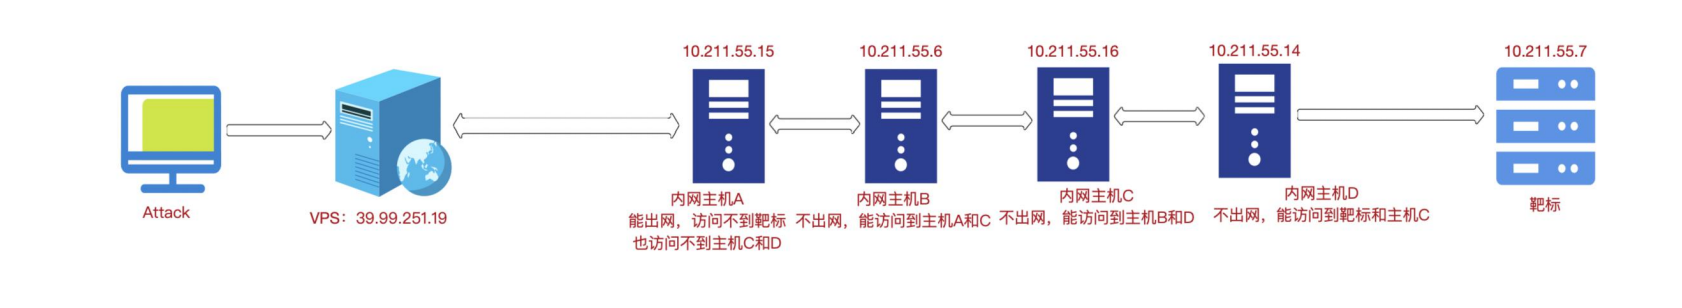 10.211.55.15
10.211.55.6
10.211.55.16
10.211.55.14
10.211.55.7
Attack
VPS：39.99.251.19
内网主机A
能出网，访问不到靶标
也访问不到主机C和D
内网主机B
不出网，能访问到主机A和C
内网主机C
不出网，能访问到主机B和D
内网主机D
不出网，能访问到靶标和主机C
靶标